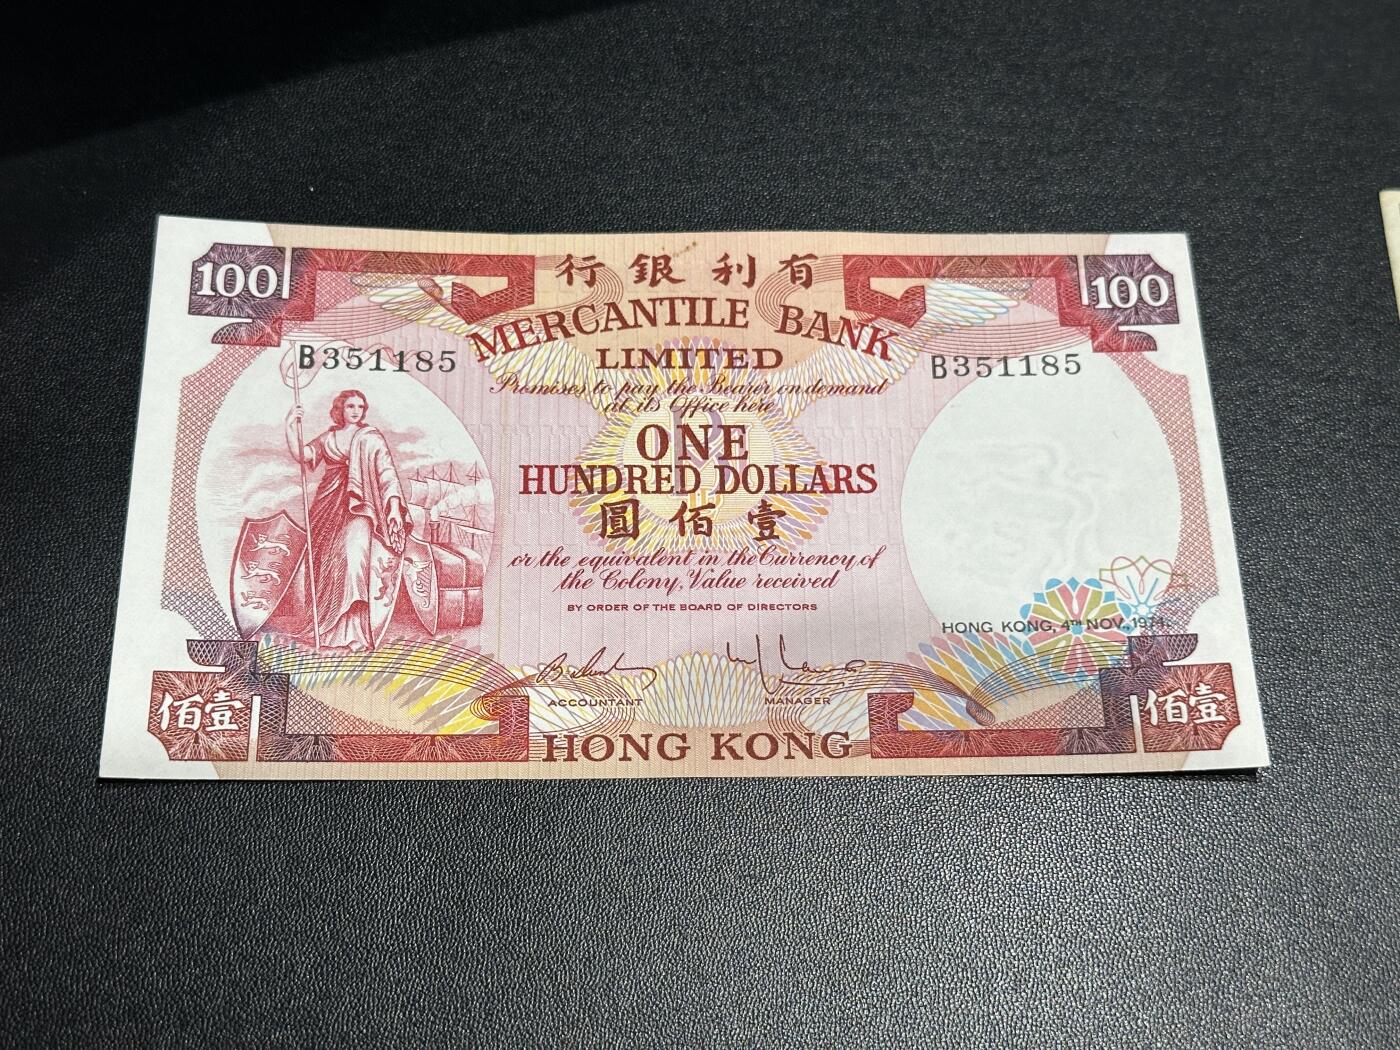 100
行銀利有
100
MERCANTILE BANK
LIMITED
B351185
B351185
Promises to pay the Bearer on demand
at its Office here
ONE
HUNDRED DOLLARS
圓佰壹
or the equivalent in the Currency of
the Colony, Value received
BY ORDER OF THE BOARD OF DIRECTORS
HONG KONG, 4TH NOV., 1974.
ACCOUNTANT
MANAGER
佰壹
HONG KONG
佰壹